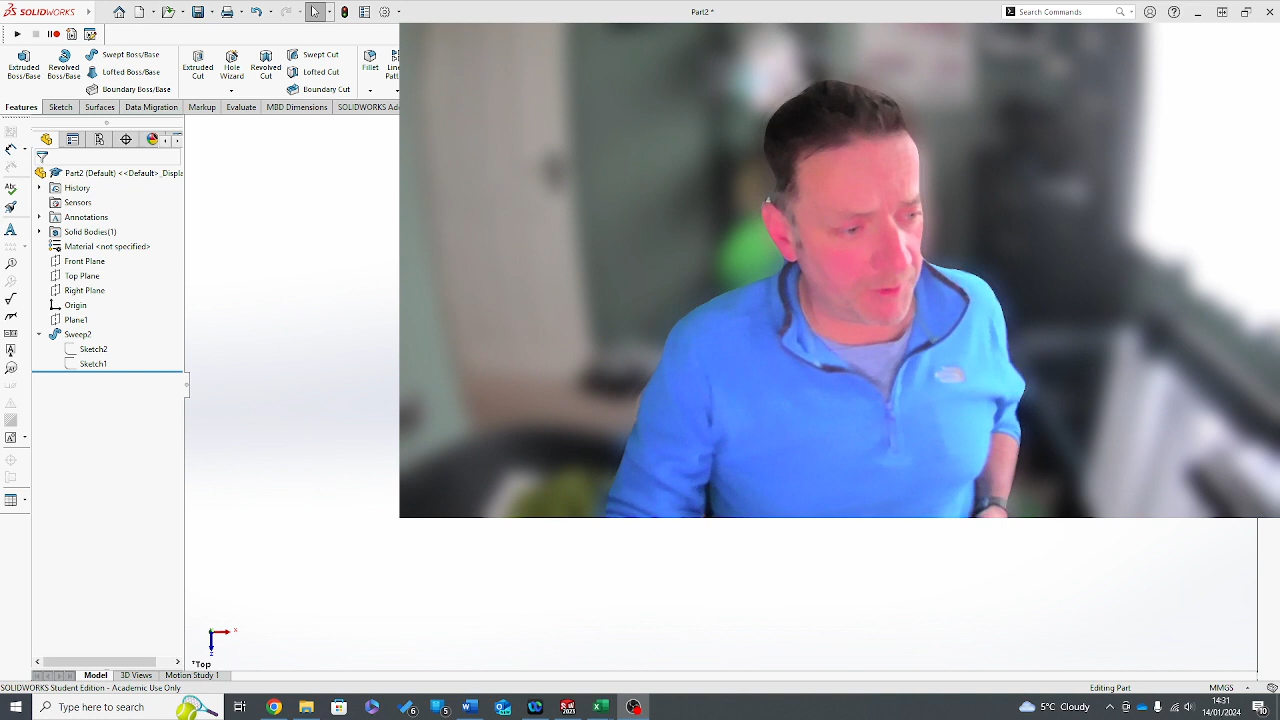 SOLIDWORKS
Part2 *
Search Commands
Extruded Boss/Base
Revolved Boss/Base
Swept Boss/Base
Lofted Boss/Base
Boundary Boss/Base
Extruded Cut
Hole Wizard
Revolved Cut
Swept Cut
Lofted Cut
Boundary Cut
Fillet
Features
Sketch
Surfaces
Data Migration
Markup
Evaluate
MBD Dimensions
SOLIDWORKS
Part2 (Default) <<Default>_Displa
History
Sensors
Annotations
Solid Bodies(1)
Material <not specified>
Front Plane
Top Plane
Right Plane
Origin
Plane1
Sweep2
Sketch2
Sketch1
*Top
Model
3D Views
Motion Study 1
SOLIDWORKS Student Edition - Academic Use Only
Editing Part
MMGS
Type here to search
5°C Cloudy
14:31
14/01/2024